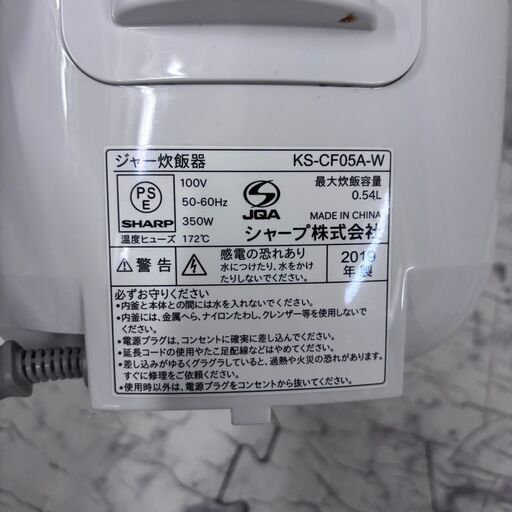 ジャー炊飯器 KS-CF05A-W
PS
E
SHARP
100V
50-60Hz
350W
温度ヒューズ 172℃
JQA
最大炊飯容量
0.54L
MADE IN CHINA
シャープ株式会社
警告
感電の恐れあり
水につけたり、水をかけ
たりしないでください。
2019
年製
必ずお守りください
•内釜と本体との間には水を入れないでください。
•内釜には、金属へら、ナイロンたわし、クレンザー等を使用しないで
ください。
•電源プラグは、コンセントに確実に差し込んでください。
•延長コードの使用やたこ足配線などはやめてください。
•差し込みがゆるくグラグラしていると、過熱や火災の恐れがあります。
すぐに修理をご依頼ください。
•使用時以外は、電源プラグをコンセントから抜いてください。